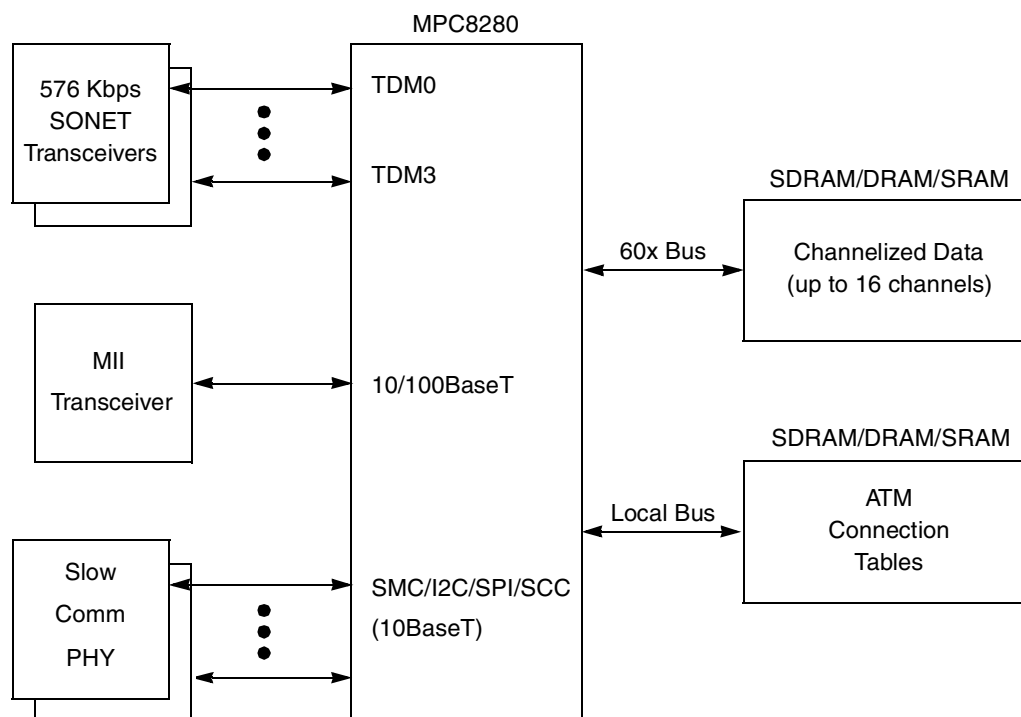 MPC8280
576 Kbps
SONET
Transceivers
TDM0
TDM3
SDRAM/DRAM/SRAM
60x Bus
Channelized Data
(up to 16 channels)
MII
Transceiver
10/100BaseT
SDRAM/DRAM/SRAM
Local Bus
ATM
Connection
Tables
Slow
Comm
PHY
SMC/I2C/SPI/SCC
(10BaseT)